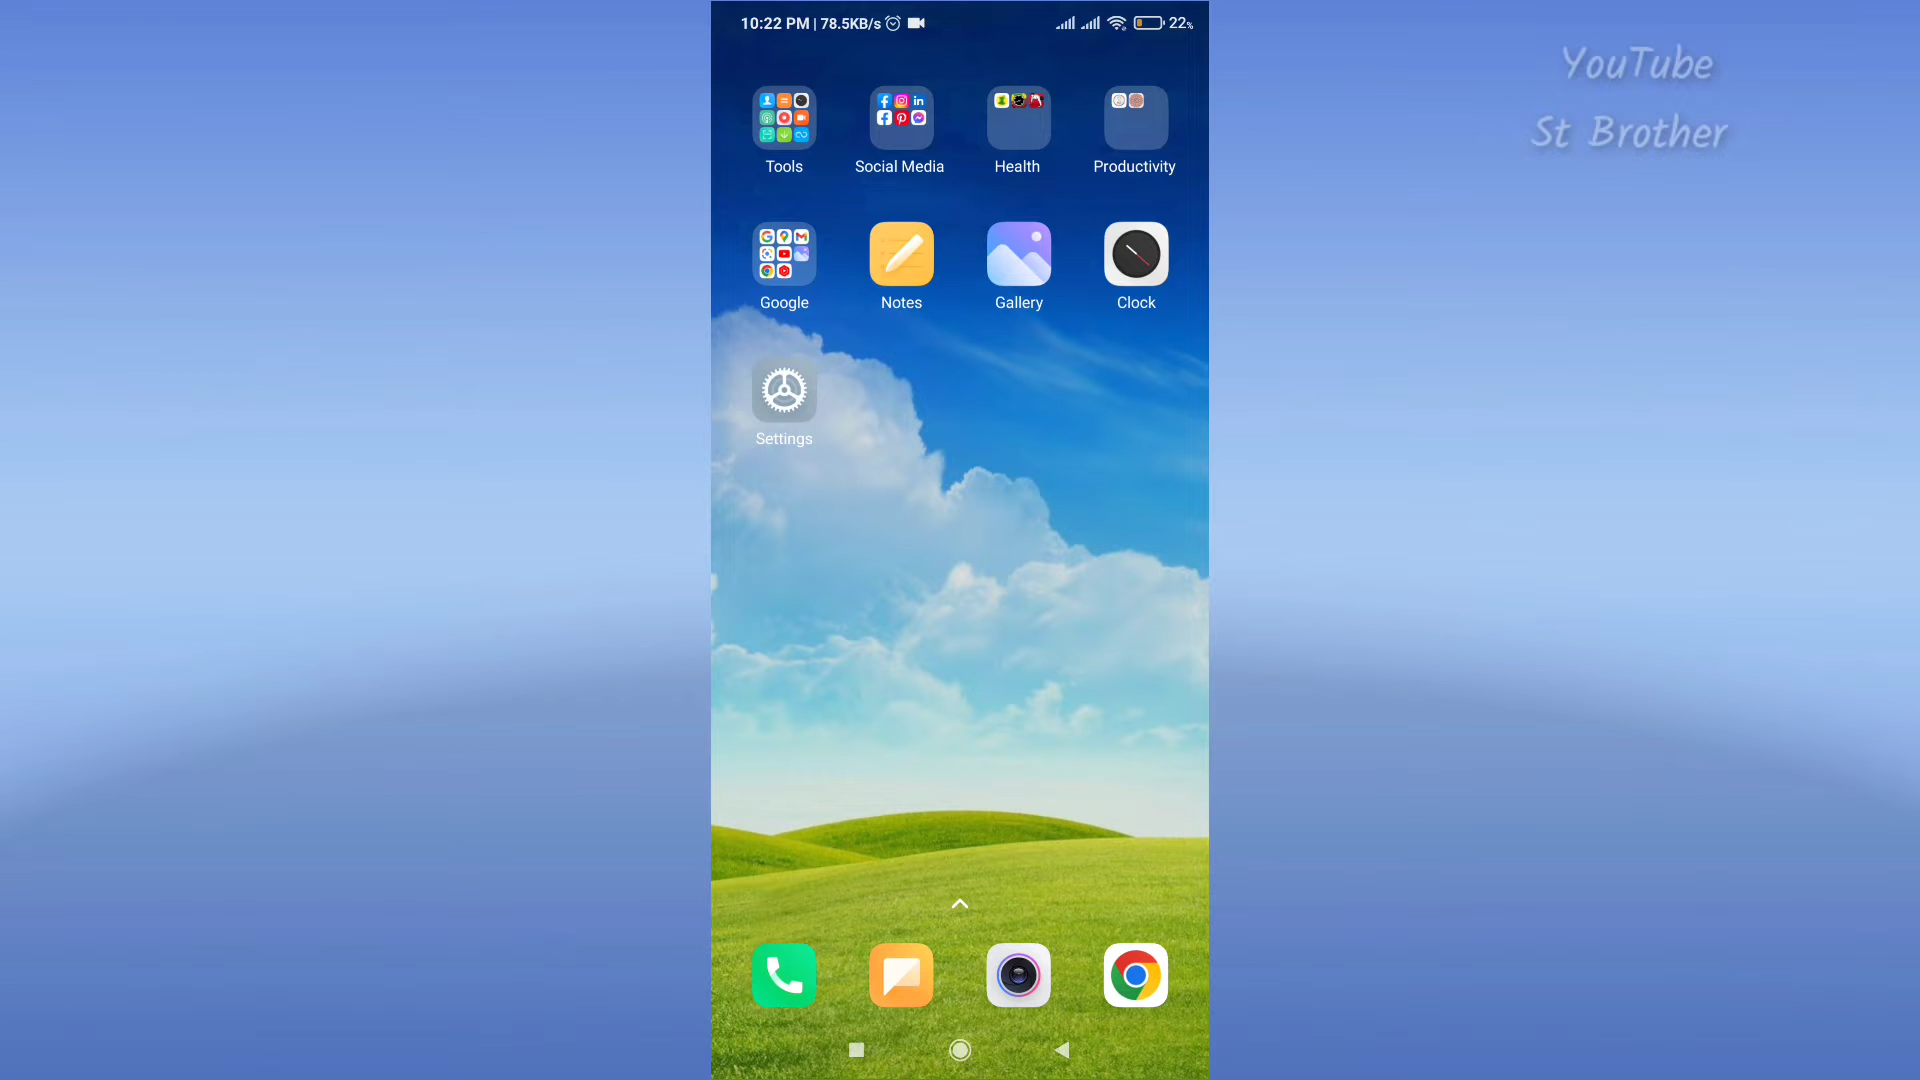 10:22 PM | 78.5KB/s 22%
YouTube
St Brother
Tools Social Media Health Productivity
Google Notes Gallery Clock
Settings